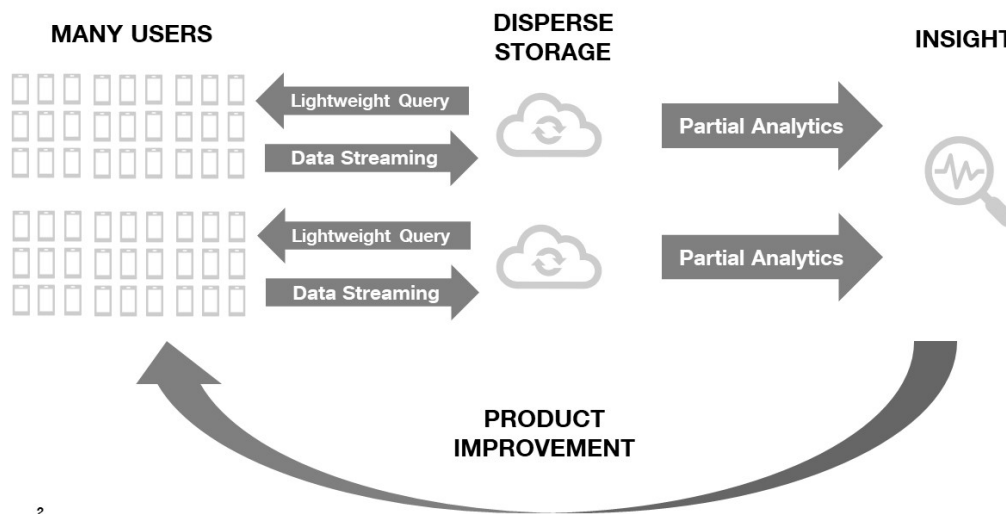 MANY USERS
DISPERSE
STORAGE
INSIGHT
Lightweight Query
Data Streaming
Partial Analytics
Lightweight Query
Data Streaming
Partial Analytics
PRODUCT
IMPROVEMENT
2